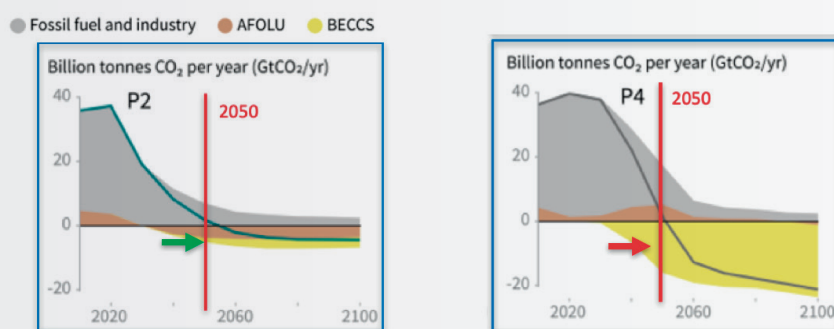 Fossil fuel and industry AFOLU BECCS
Billion tonnes CO₂ per year (GtCO₂/yr)
40
P2
2050
20
0
-20
2020 2060 2100
Billion tonnes CO₂ per year (GtCO₂/yr)
40
P4
2050
20
0
-20
2020 2060 2100